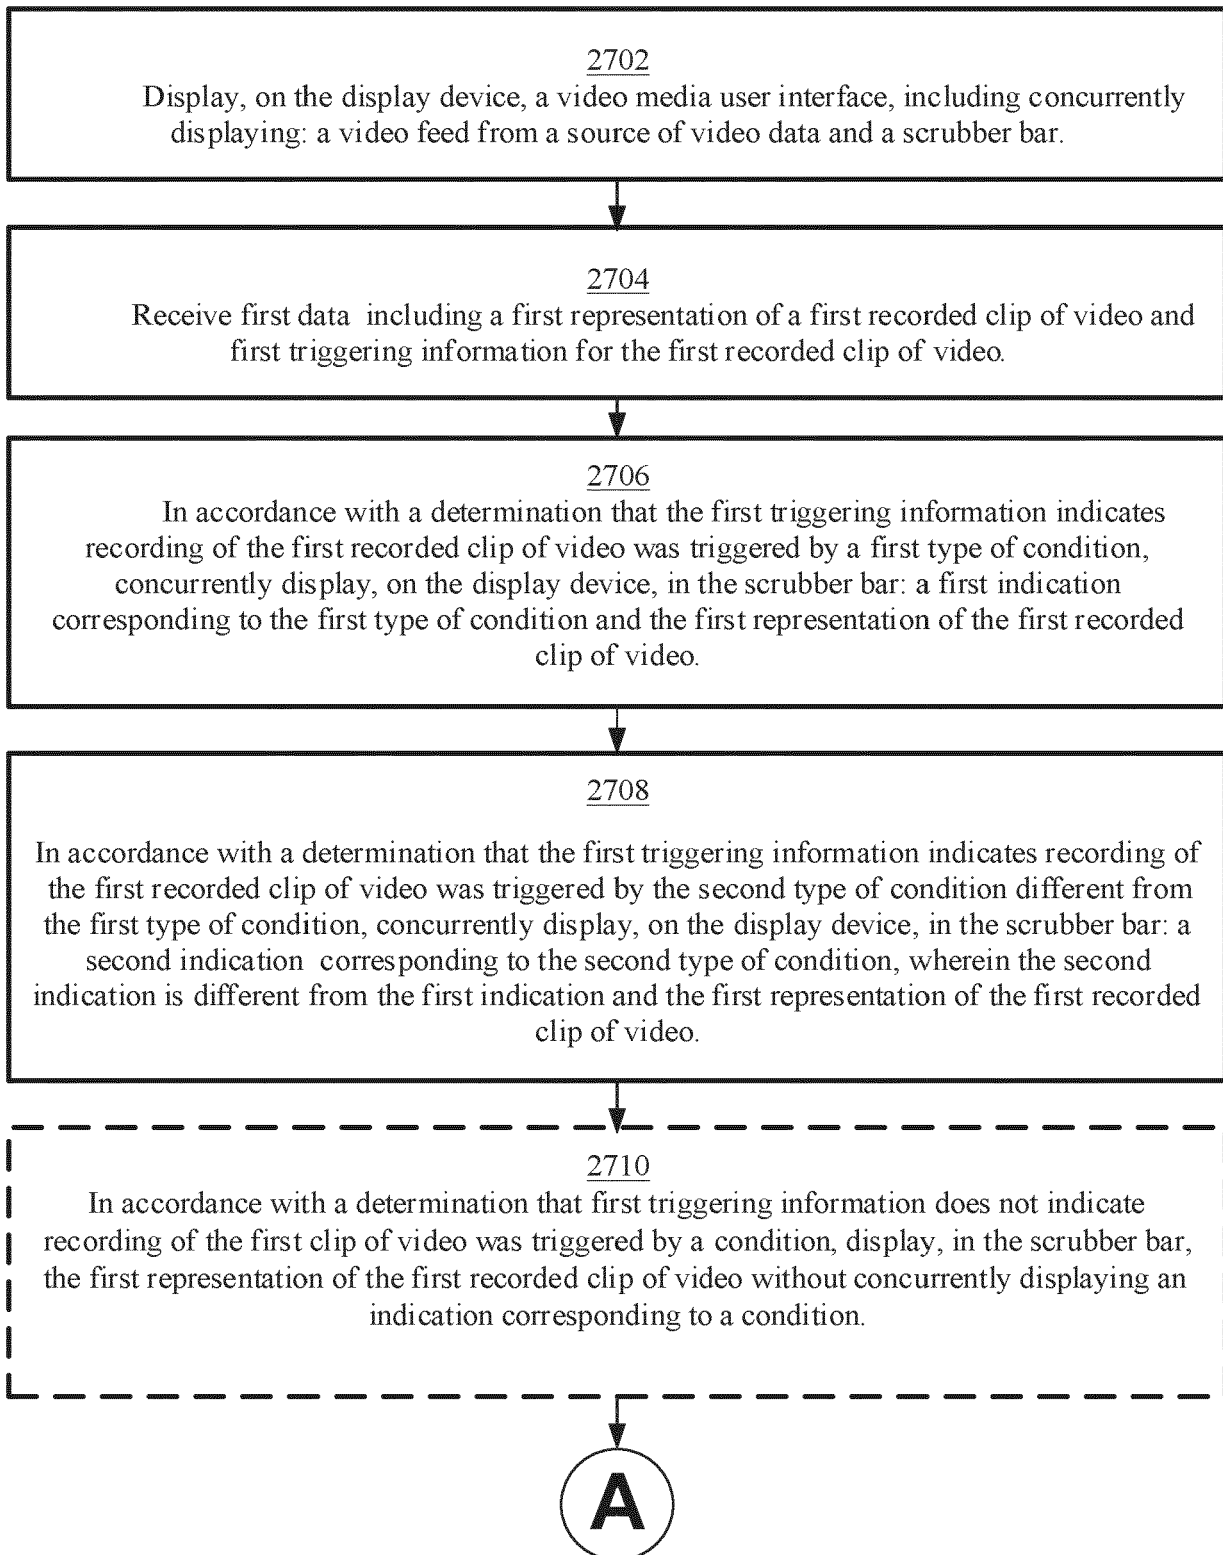 2702
Display, on the display device, a video media user interface, including concurrently
displaying: a video feed from a source of video data and a scrubber bar.
2704
Receive first data  including a first representation of a first recorded clip of video and
first triggering information for the first recorded clip of video.
2706
In accordance with a determination that the first triggering information indicates
recording of the first recorded clip of video was triggered by a first type of condition,
concurrently display, on the display device, in the scrubber bar: a first indication
corresponding to the first type of condition and the first representation of the first recorded
clip of video.
2708
In accordance with a determination that the first triggering information indicates recording of
the first recorded clip of video was triggered by the second type of condition different from
the first type of condition, concurrently display, on the display device, in the scrubber bar: a
second indication  corresponding to the second type of condition, wherein the second
indication is different from the first indication and the first representation of the first recorded
clip of video.
2710
In accordance with a determination that first triggering information does not indicate
recording of the first clip of video was triggered by a condition, display, in the scrubber bar,
the first representation of the first recorded clip of video without concurrently displaying an
indication corresponding to a condition.
A